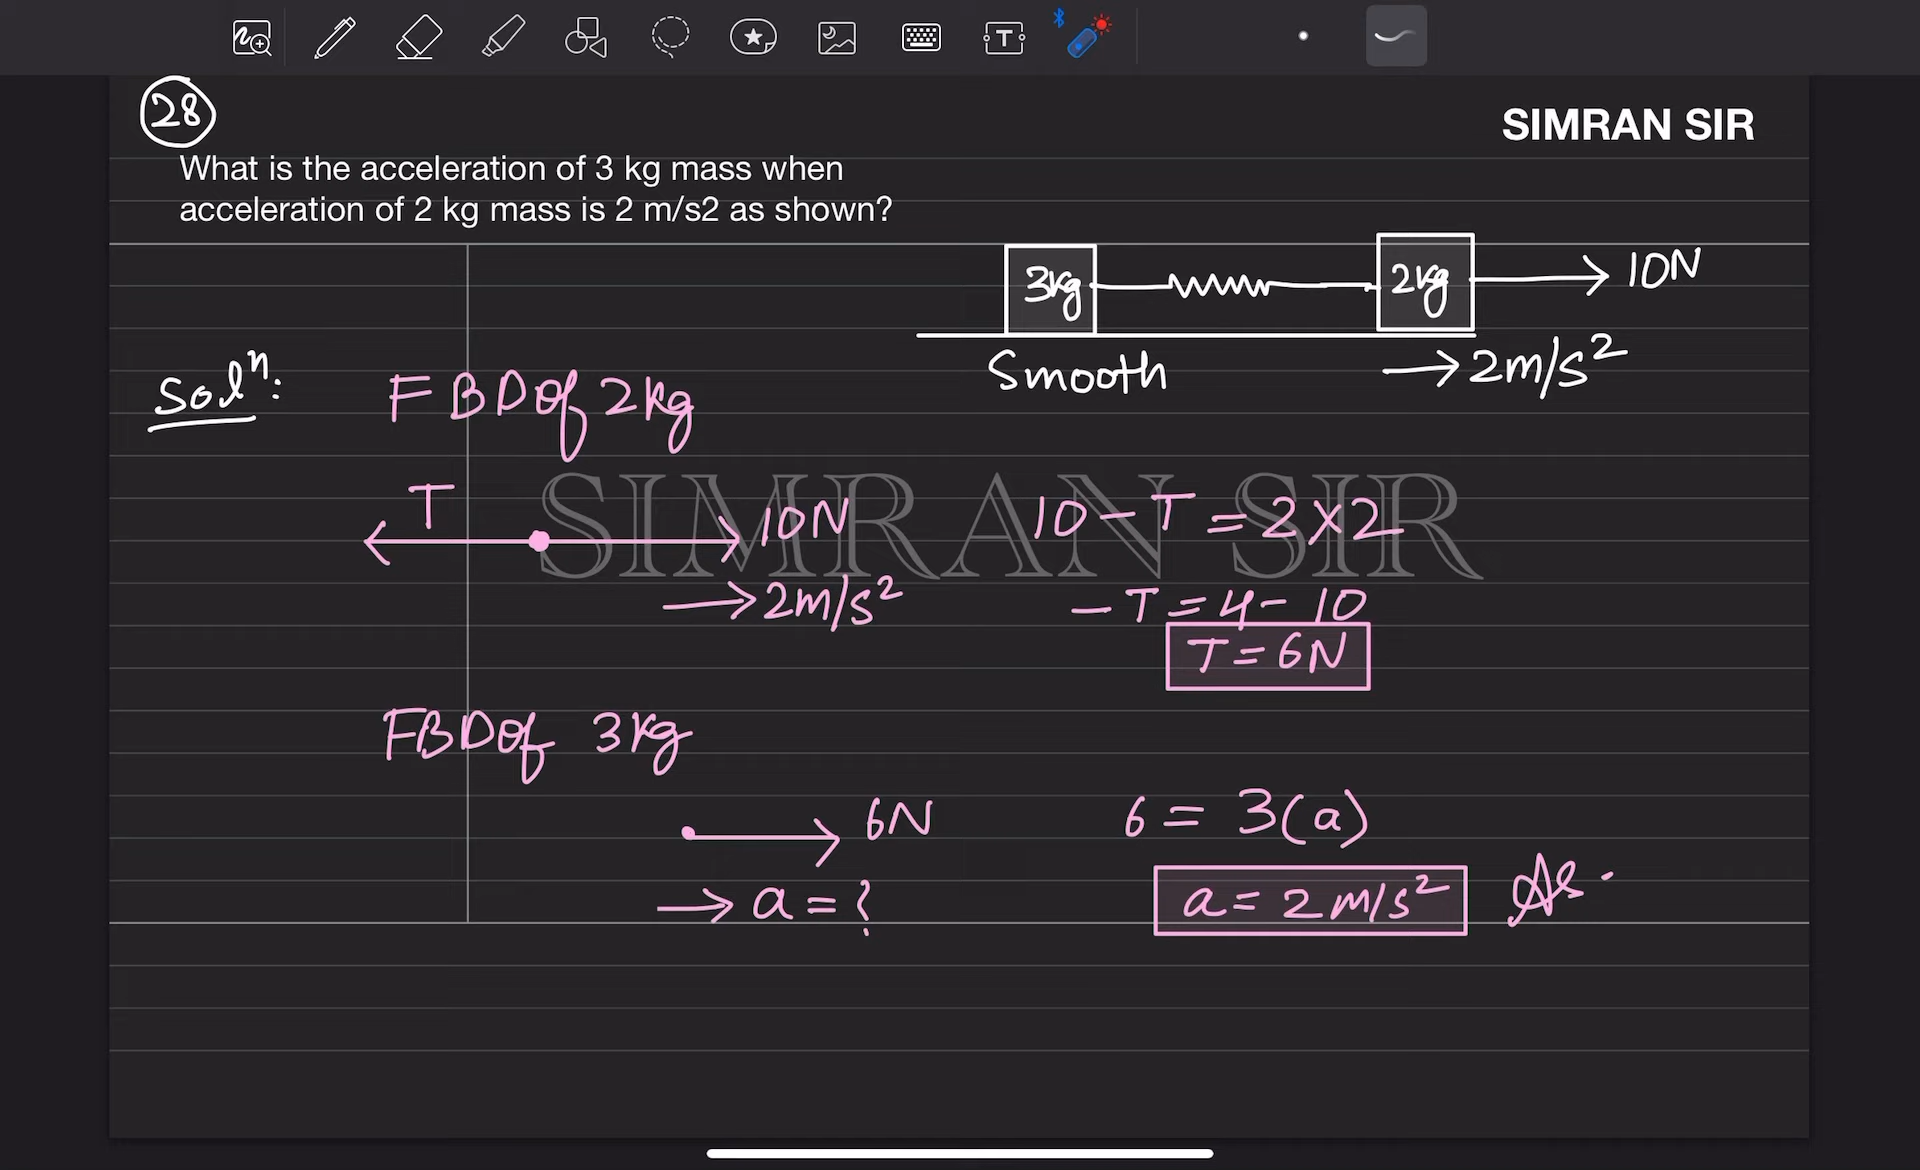 28
SIMRAN SIR
What is the acceleration of 3 kg mass when
acceleration of 2 kg mass is 2 m/s2 as shown?
3kg 2kg 10N
Smooth →2m/s²
Solⁿ: FBD of 2kg
SIMRAN SIR
T 10N 10-T=2×2
→2m/s² -T=4-10
T=6N
FBD of 3kg
6N 6=3(a)
→a=? a=2m/s²